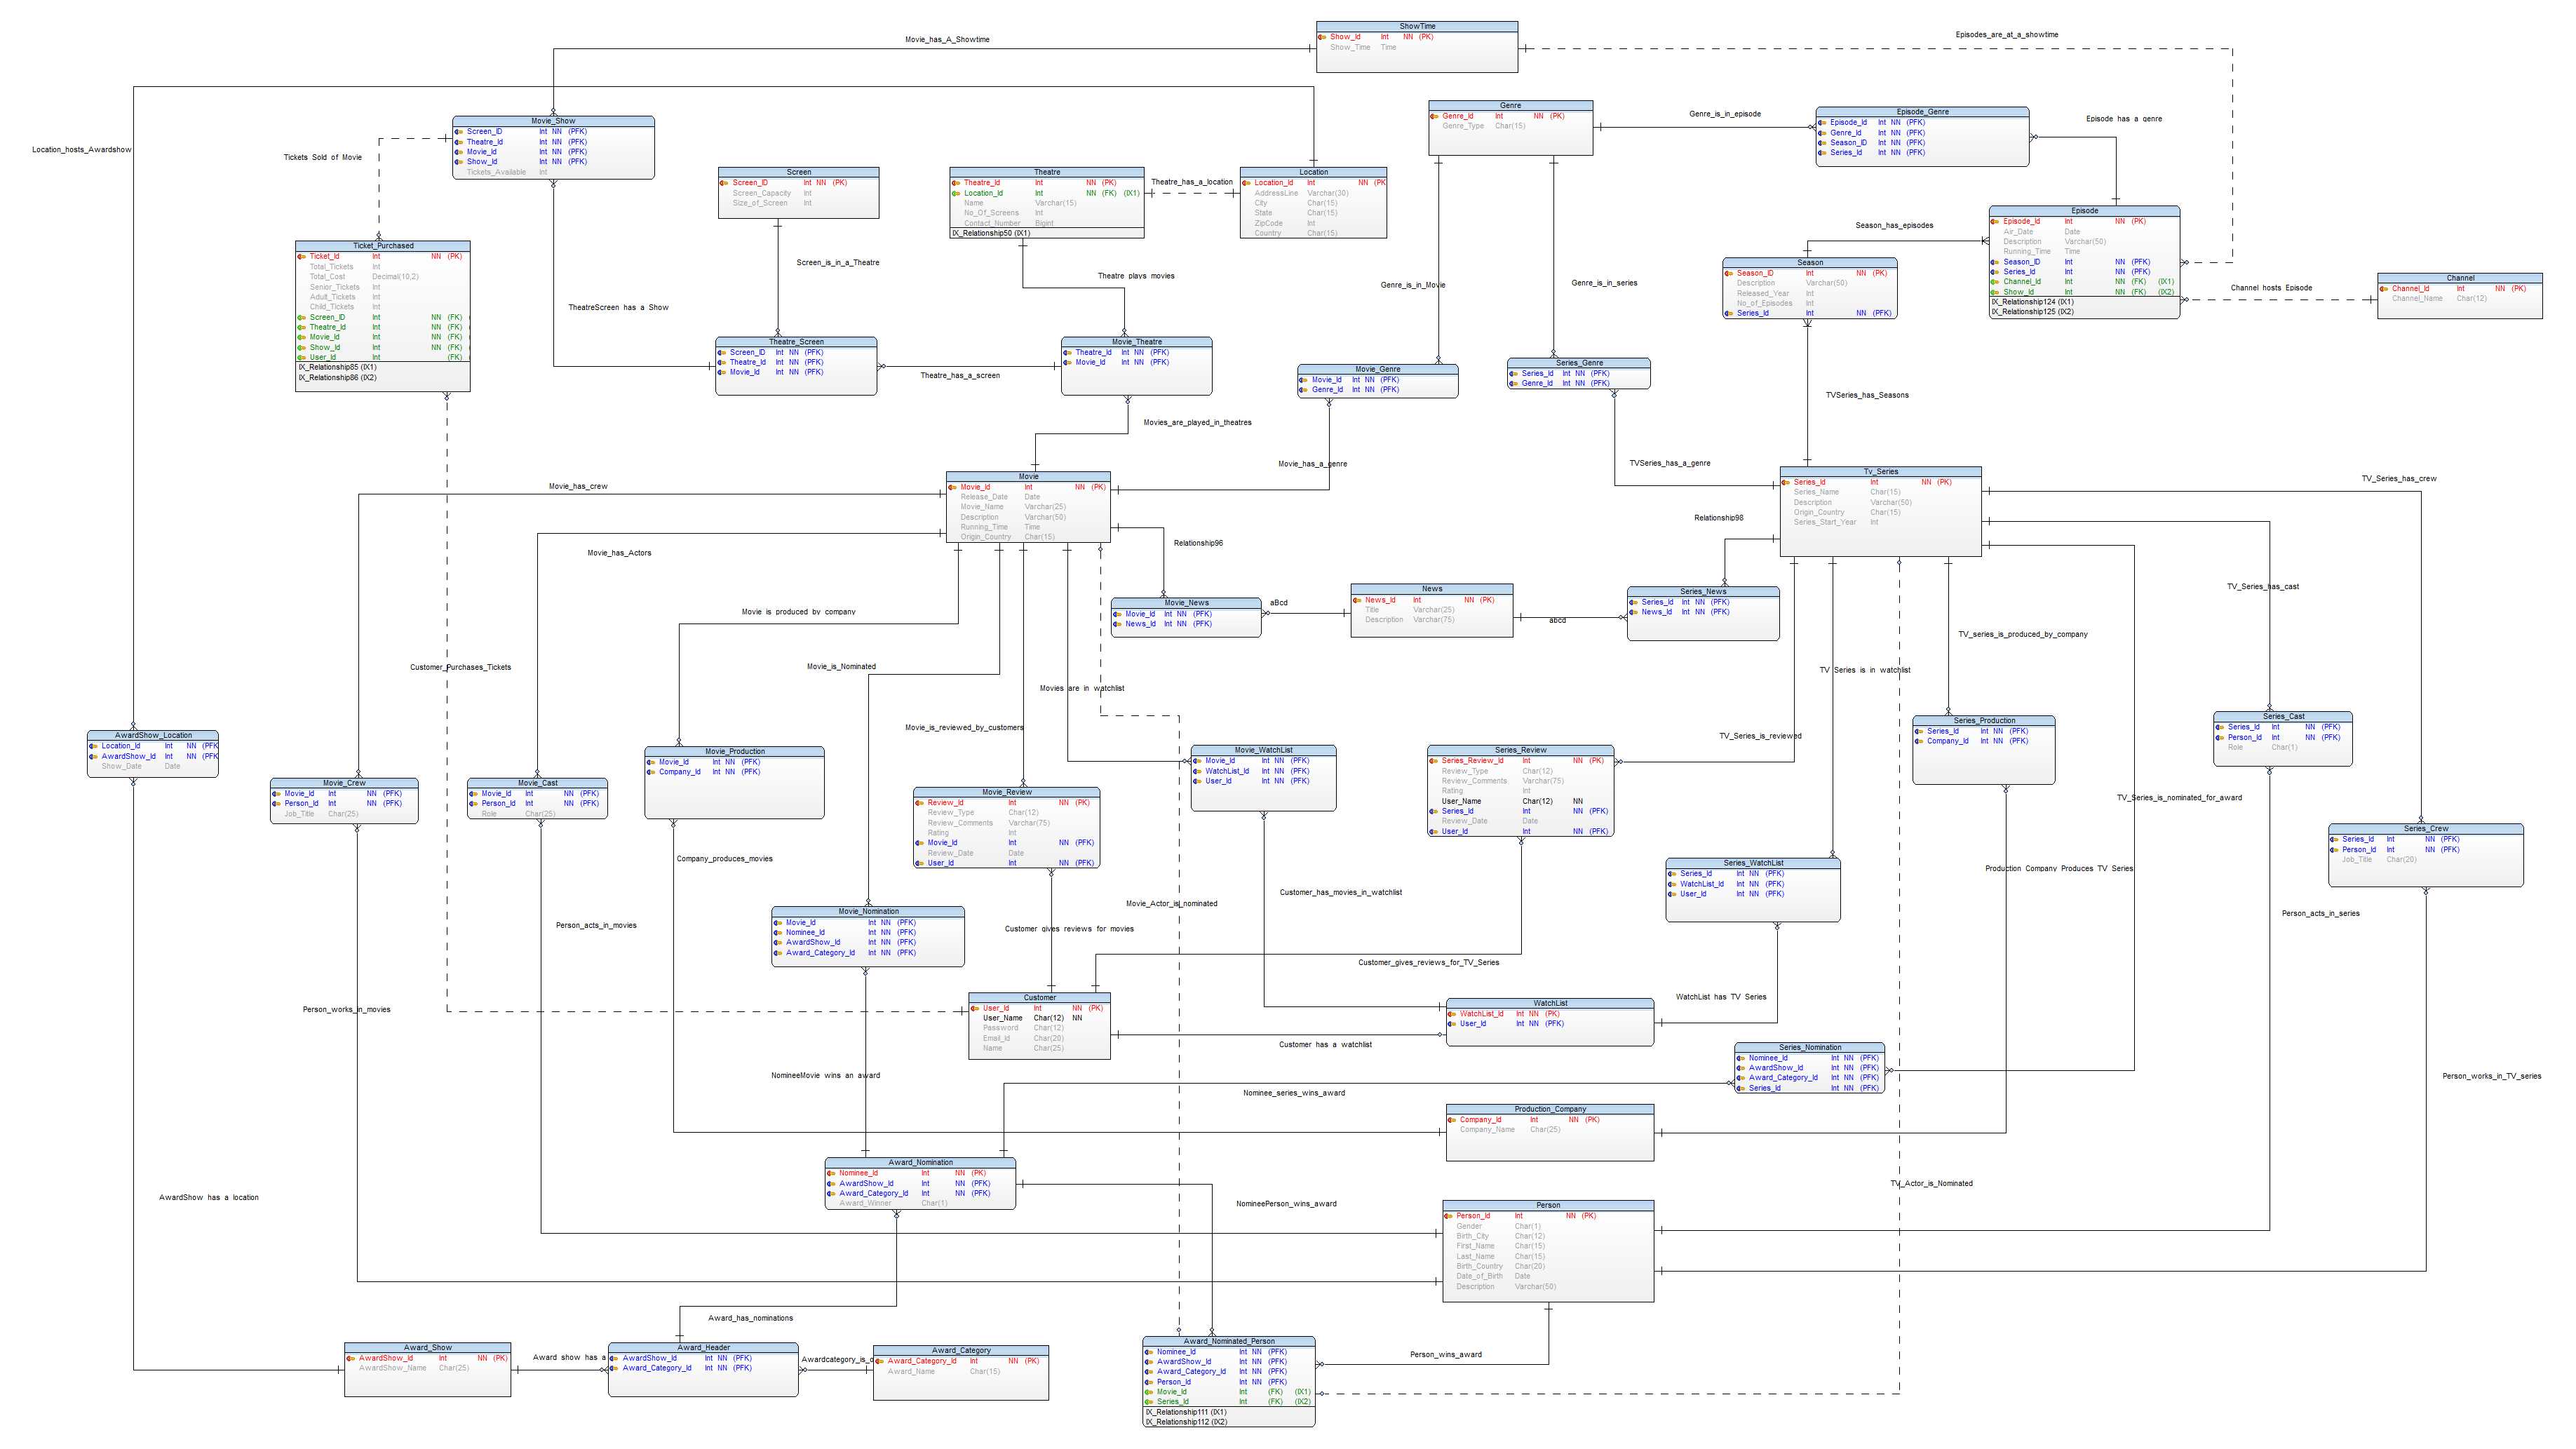 ShowTime
Show_Id Int NN (PK)
Show_Time Time
Movie_has_A_Showtime
Episodes_are_at_a_showtime
Location_hosts_Awardshow
Movie_Show
Screen_ID Int NN (PFK)
Theatre_Id Int NN (PFK)
Movie_Id Int NN (PFK)
Show_Id Int NN (PFK)
Tickets_Available Int
Tickets Sold of Movie
Genre
Genre_Id Int NN (PK)
Genre_Type Char(15)
Genre_is_in_episode
Episode_Genre
Episode_Id Int NN (PFK)
Genre_Id Int NN (PFK)
Season_ID Int NN (PFK)
Series_Id Int NN (PFK)
Episode has a genre
Screen
Screen_ID Int NN (PK)
Screen_Capacity Int
Size_of_Screen Int
Theatre
Theatre_Id Int NN (PK)
Location_Id Int NN (FK) (IX1)
Name Varchar(15)
No_Of_Screens Int
Contact_Number Bigint
IX_Relationship50 (IX1)
Theatre_has_a_location
Location
Location_Id Int NN (PK
AddressLine Varchar(30)
City Char(15)
State Char(15)
ZipCode Int
Country Char(15)
Episode
Episode_Id Int NN (PK)
Air_Date Date
Description Varchar(50)
Running_Time Time
Season_ID Int NN (PFK)
Series_Id Int NN (PFK)
Channel_Id Int NN (FK) (IX1)
Show_Id Int NN (FK) (IX2)
IX_Relationship124 (IX1)
IX_Relationship125 (IX2)
Season_has_episodes
Season
Season_ID Int NN (PK)
Description Varchar(50)
Released_Year Int
No_of_Episodes Int
Series_Id Int NN (PFK)
Channel
Channel_Id Int NN (PK)
Channel_Name Char(12)
Channel hosts Episode
Ticket_Purchased
Ticket_Id Int NN (PK)
Total_Tickets Int
Total_Cost Decimal(10,2)
Senior_Tickets Int
Adult_Tickets Int
Child_Tickets Int
Screen_ID Int NN (FK) (
Theatre_Id Int NN (FK) (
Movie_Id Int NN (FK) (
Show_Id Int NN (FK) (
User_Id Int (FK) (
IX_Relationship85 (IX1)
IX_Relationship86 (IX2)
Screen_is_in_a_Theatre
Theatre plays movies
TheatreScreen has a Show
Genre_is_in_Movie
Genre_is_in_series
Theatre_Screen
Screen_ID Int NN (PFK)
Theatre_Id Int NN (PFK)
Movie_Id Int NN (PFK)
Theatre_has_a_screen
Movie_Theatre
Theatre_Id Int NN (PFK)
Movie_Id Int NN (PFK)
Movie_Genre
Movie_Id Int NN (PFK)
Genre_Id Int NN (PFK)
Series_Genre
Series_Id Int NN (PFK)
Genre_Id Int NN (PFK)
TVSeries_has_Seasons
Movies_are_played_in_theatres
Movie_has_a_genre
TVSeries_has_a_genre
Movie_has_crew
Movie_has_Actors
Movie
Movie_Id Int NN (PK)
Release_Date Date
Movie_Name Varchar(25)
Description Varchar(50)
Running_Time Time
Origin_Country Char(15)
Relationship96
Relationship98
Tv_Series
Series_Id Int NN (PK)
Series_Name Char(15)
Description Varchar(50)
Origin_Country Char(15)
Series_Start_Year Int
TV_Series_has_crew
TV_Series_has_cast
Movie_News
Movie_Id Int NN (PFK)
News_Id Int NN (PFK)
aBcd
News
News_Id Int NN (PK)
Title Varchar(25)
Description Varchar(75)
abcd
Series_News
Series_Id Int NN (PFK)
News_Id Int NN (PFK)
Movie is produced by company
Customer_Purchases_Tickets
Movie_is_Nominated
Movies are in watchlist
Movie_is_reviewed_by_customers
TV_series_is_produced_by_company
TV Series is in watchlist
TV_Series_is_reviewed
AwardShow_Location
Location_Id Int NN (PFK
AwardShow_Id Int NN (PFK
Show_Date Date
Movie_Crew
Movie_Id Int NN (PFK)
Person_Id Int NN (PFK)
Job_Title Char(25)
Movie_Cast
Movie_Id Int NN (PFK)
Person_Id Int NN (PFK)
Role Char(25)
Movie_Production
Movie_Id Int NN (PFK)
Company_Id Int NN (PFK)
Movie_Review
Review_Id Int NN (PK)
Review_Type Char(12)
Review_Comments Varchar(75)
Rating Int
Movie_Id Int NN (PFK)
Review_Date Date
User_Id Int NN (PFK)
Movie_WatchList
Movie_Id Int NN (PFK)
WatchList_Id Int NN (PFK)
User_Id Int NN (PFK)
Series_Review
Series_Review_Id Int NN (PK)
Review_Type Char(12)
Review_Comments Varchar(75)
Rating Int
User_Name Char(12) NN
Series_Id Int NN (PFK)
Review_Date Date
User_Id Int NN (PFK)
Series_Production
Series_Id Int NN (PFK)
Company_Id Int NN (PFK)
Series_Cast
Series_Id Int NN (PFK)
Person_Id Int NN (PFK)
Role Char(1)
TV_Series_is_nominated_for_award
Series_Crew
Series_Id Int NN (PFK)
Person_Id Int NN (PFK)
Job_Title Char(20)
Series_WatchList
Series_Id Int NN (PFK)
WatchList_Id Int NN (PFK)
User_Id Int NN (PFK)
Company_produces_movies
Production Company Produces TV Series
Customer_has_movies_in_watchlist
Movie_Actor_is_nominated
Person_acts_in_movies
Person_acts_in_series
Movie_Nomination
Movie_Id Int NN (PFK)
Nominee_Id Int NN (PFK)
AwardShow_Id Int NN (PFK)
Award_Category_Id Int NN (PFK)
Customer gives reviews for movies
Customer_gives_reviews_for_TV_Series
Person_works_in_movies
Customer
User_Id Int NN (PK)
User_Name Char(12) NN
Password Char(12)
Email_Id Char(20)
Name Char(25)
WatchList has TV Series
WatchList
WatchList_Id Int NN (PK)
User_Id Int NN (PFK)
Customer has a watchlist
Series_Nomination
Nominee_Id Int NN (PFK)
AwardShow_Id Int NN (PFK)
Award_Category_Id Int NN (PFK)
Series_Id Int NN (PFK)
NomineeMovie wins an award
Nominee_series_wins_award
Person_works_in_TV_series
Production_Company
Company_Id Int NN (PK)
Company_Name Char(25)
Award_Nomination
Nominee_Id Int NN (PK)
AwardShow_Id Int NN (PFK)
Award_Category_Id Int NN (PFK)
Award_Winner Char(1)
AwardShow has a location
NomineePerson_wins_award
TV_Actor_is_Nominated
Person
Person_Id Int NN (PK)
Gender Char(1)
Birth_City Char(12)
First_Name Char(15)
Last_Name Char(15)
Birth_Country Char(20)
Date_of_Birth Date
Description Varchar(50)
Award_has_nominations
Person_wins_award
Award_Show
AwardShow_Id Int NN (PK)
AwardShow_Name Char(25)
Award show has a
Award_Header
AwardShow_Id Int NN (PFK)
Award_Category_Id Int NN (PFK)
Awardcategory_is_o
Award_Category
Award_Category_Id Int NN (PK)
Award_Name Char(15)
Award_Nominated_Person
Nominee_Id Int NN (PFK)
AwardShow_Id Int NN (PFK)
Award_Category_Id Int NN (PFK)
Person_Id Int NN (PFK)
Movie_Id Int (FK) (IX1)
Series_Id Int (FK) (IX2)
IX_Relationship111 (IX1)
IX_Relationship112 (IX2)